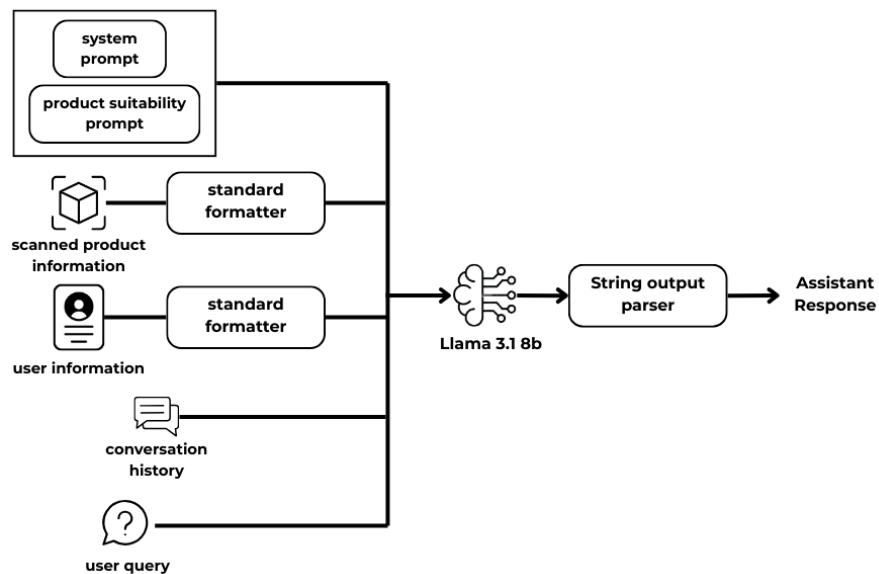 system
prompt
product suitability
prompt
standard
formatter
scanned product
information
standard
formatter
user information
conversation
history
?
user query
Llama 3.1 8b
String output
parser
Assistant
Response